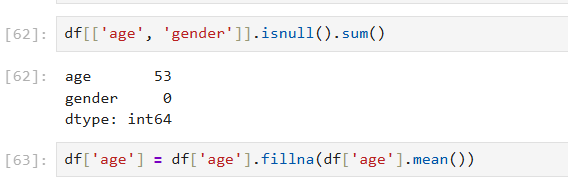 [62]: df[['age', 'gender']].isnull().sum()
[62]: age       53
gender     0
dtype: int64
[63]: df['age'] = df['age'].fillna(df['age'].mean())